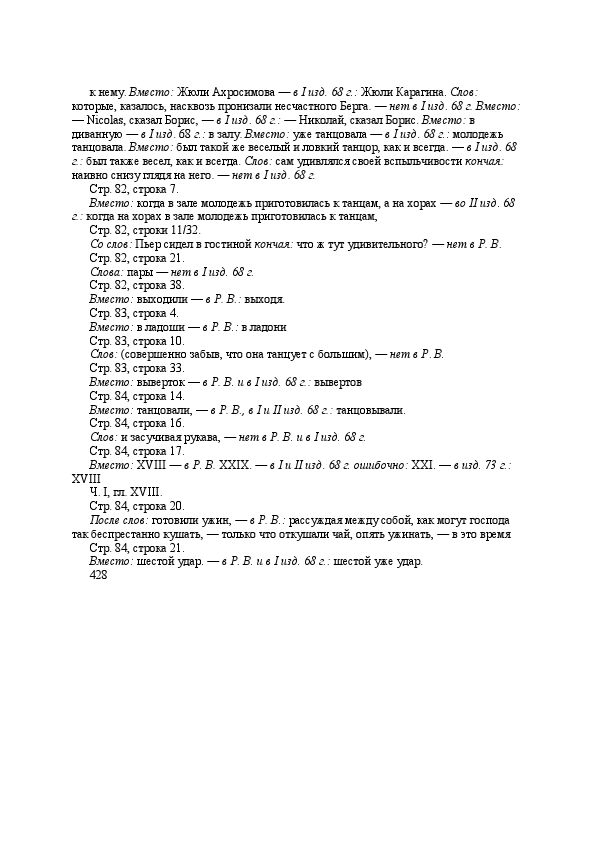 к нему. Вместо: Жюли Ахросимова — в I изд. 68 г.: Жюли Карагина. Слов:
которые, казалось, насквозь пронизали несчастного Берга. — нет в I изд. 68 г. Вместо:
— Nicolas, сказал Борис, — в I изд. 68 г.: — Николай, сказал Борис. Вместо: в
диванную — в I изд. 68 г.: в залу. Вместо: уже танцовала — в I изд. 68 г.: молодежь
танцовала. Вместо: был такой же веселый и ловкий танцор, как и всегда. — в I изд. 68
г.: был также весел, как и всегда. Слов: сам удивлялся своей вспыльчивости кончая:
наивно снизу глядя на него. — нет в I изд. 68 г.
Стр. 82, строка 7.
Вместо: когда в зале молодежь приготовилась к танцам, а на хорах — во II изд. 68
г.: когда на хорах в зале молодежь приготовилась к танцам,
Стр. 82, строки 11/32.
Со слов: Пьер сидел в гостиной кончая: что ж тут удивительного? — нет в Р. В.
Стр. 82, строка 21.
Слова: пары — нет в I изд. 68 г.
Стр. 82, строка 38.
Вместо: выходили — в Р. В.: выходя.
Стр. 83, строка 4.
Вместо: в ладоши — в Р. В.: в ладони
Стр. 83, строка 10.
Слов: (совершенно забыв, что она танцует с большим), — нет в Р. В.
Стр. 83, строка 33.
Вместо: выверток — в Р. В. и в I изд. 68 г.: вывертов
Стр. 84, строка 14.
Вместо: танцовали, — в Р. В., в I и II изд. 68 г.: танцовывали.
Стр. 84, строка 16.
Слов: и засучивая рукава, — нет в Р. В. и в I изд. 68 г.
Стр. 84, строка 17.
Вместо: XVIII — в Р. В. XXIX. — в I и II изд. 68 г. ошибочно: XXI. — в изд. 73 г.:
XVIII
Ч. I, гл. XVIII.
Стр. 84, строка 20.
После слов: готовили ужин, — в Р. В.: рассуждая между собой, как могут господа
так беспрестанно кушать, — только что откушали чай, опять ужинать, — в это время
Стр. 84, строка 21.
Вместо: шестой удар. — в Р. В. и в I изд. 68 г.: шестой уже удар.
428